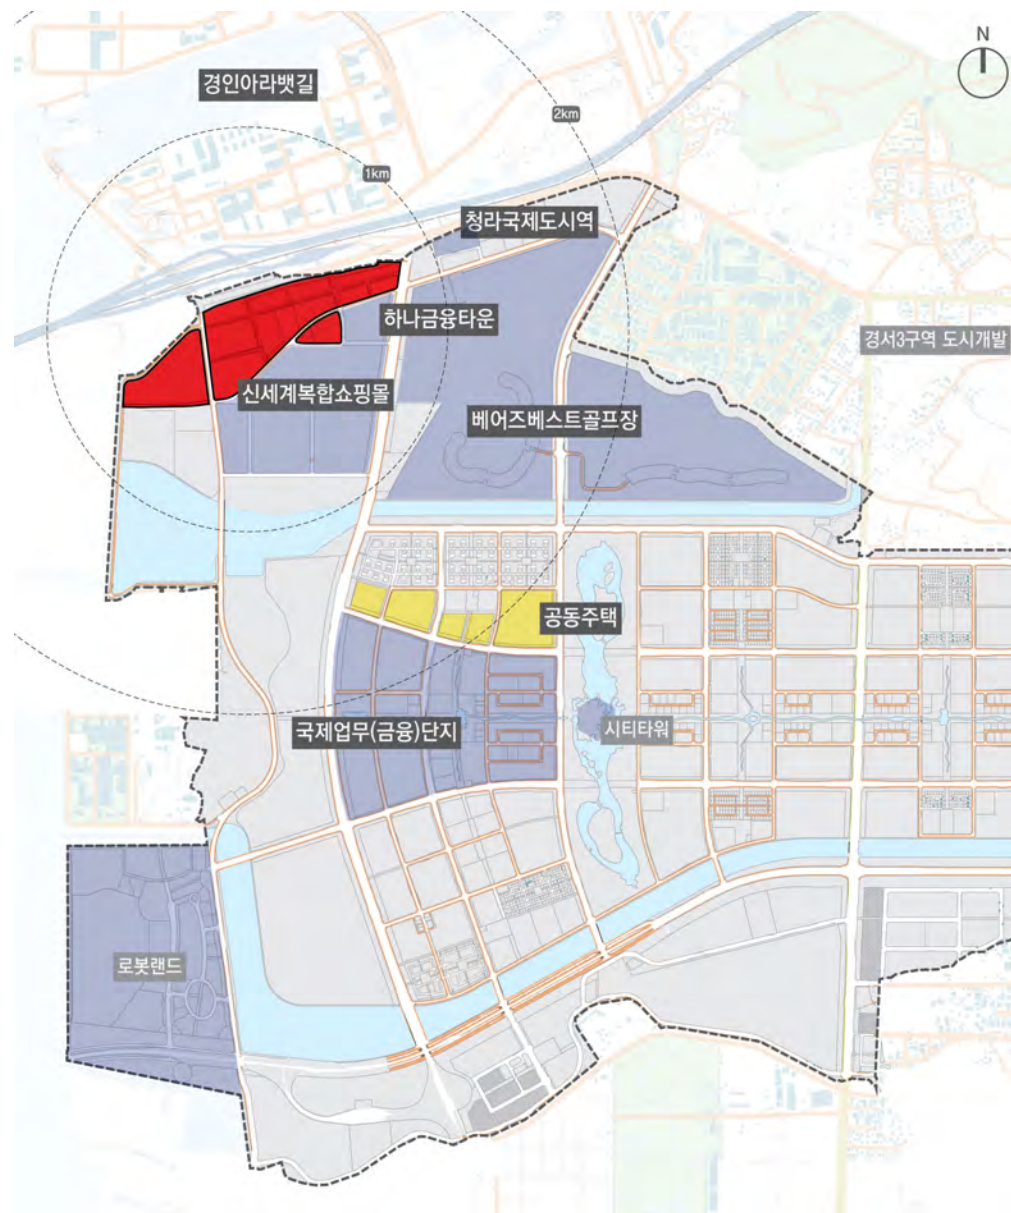 N
경인아라뱃길
2km
1km
청라국제도시역
하나금융타운
경서3구역 도시개발
신세계복합쇼핑몰
베어즈베스트골프장
공동주택
국제업무(금융)단지
시티타워
로봇랜드